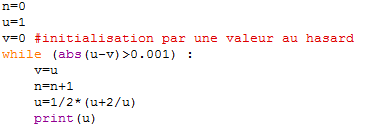 n=0
u=1
v=0 #initialisation par une valeur au hasard
while (abs(u-v)>0.001) :
    v=u
    n=n+1
    u=1/2*(u+2/u)
    print(u)